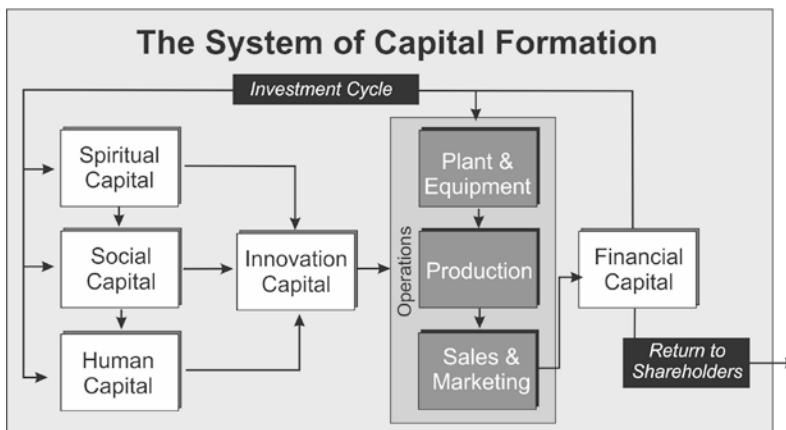 The System of Capital Formation
Investment Cycle
Spiritual
Capital
Social
Capital
Human
Capital
Innovation
Capital
Operations
Plant &
Equipment
Production
Sales &
Marketing
Financial
Capital
Return to
Shareholders